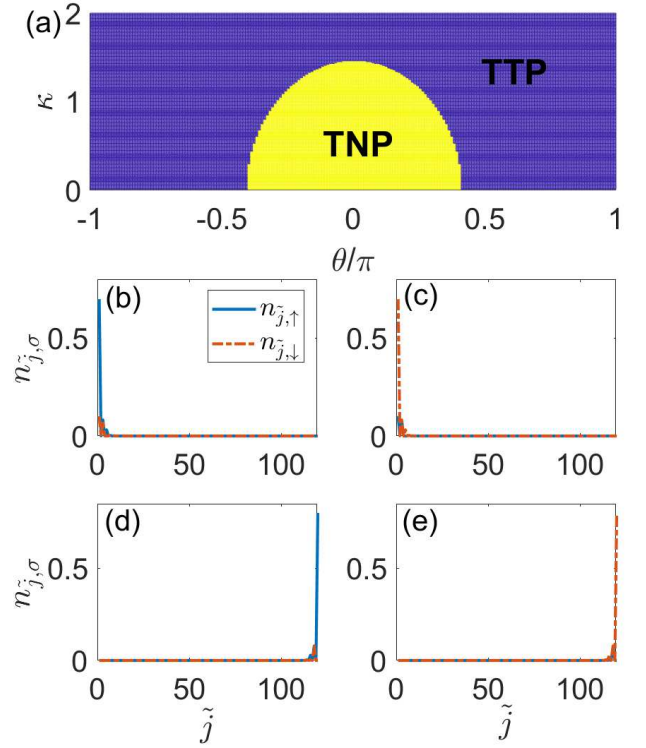 (a)
2
TTP
κ
1
TNP
0
-1 -0.5 0 0.5 1
θ/π
(b) (c)
n_{j̃,↑}
n_{j̃,↓}
0.5 0.5
n_{j̃,σ}
0 0
0 50 100 0 50 100
(d) (e)
0.5 0.5
n_{j̃,σ}
0 0
0 50 100 0 50 100
j̃ j̃